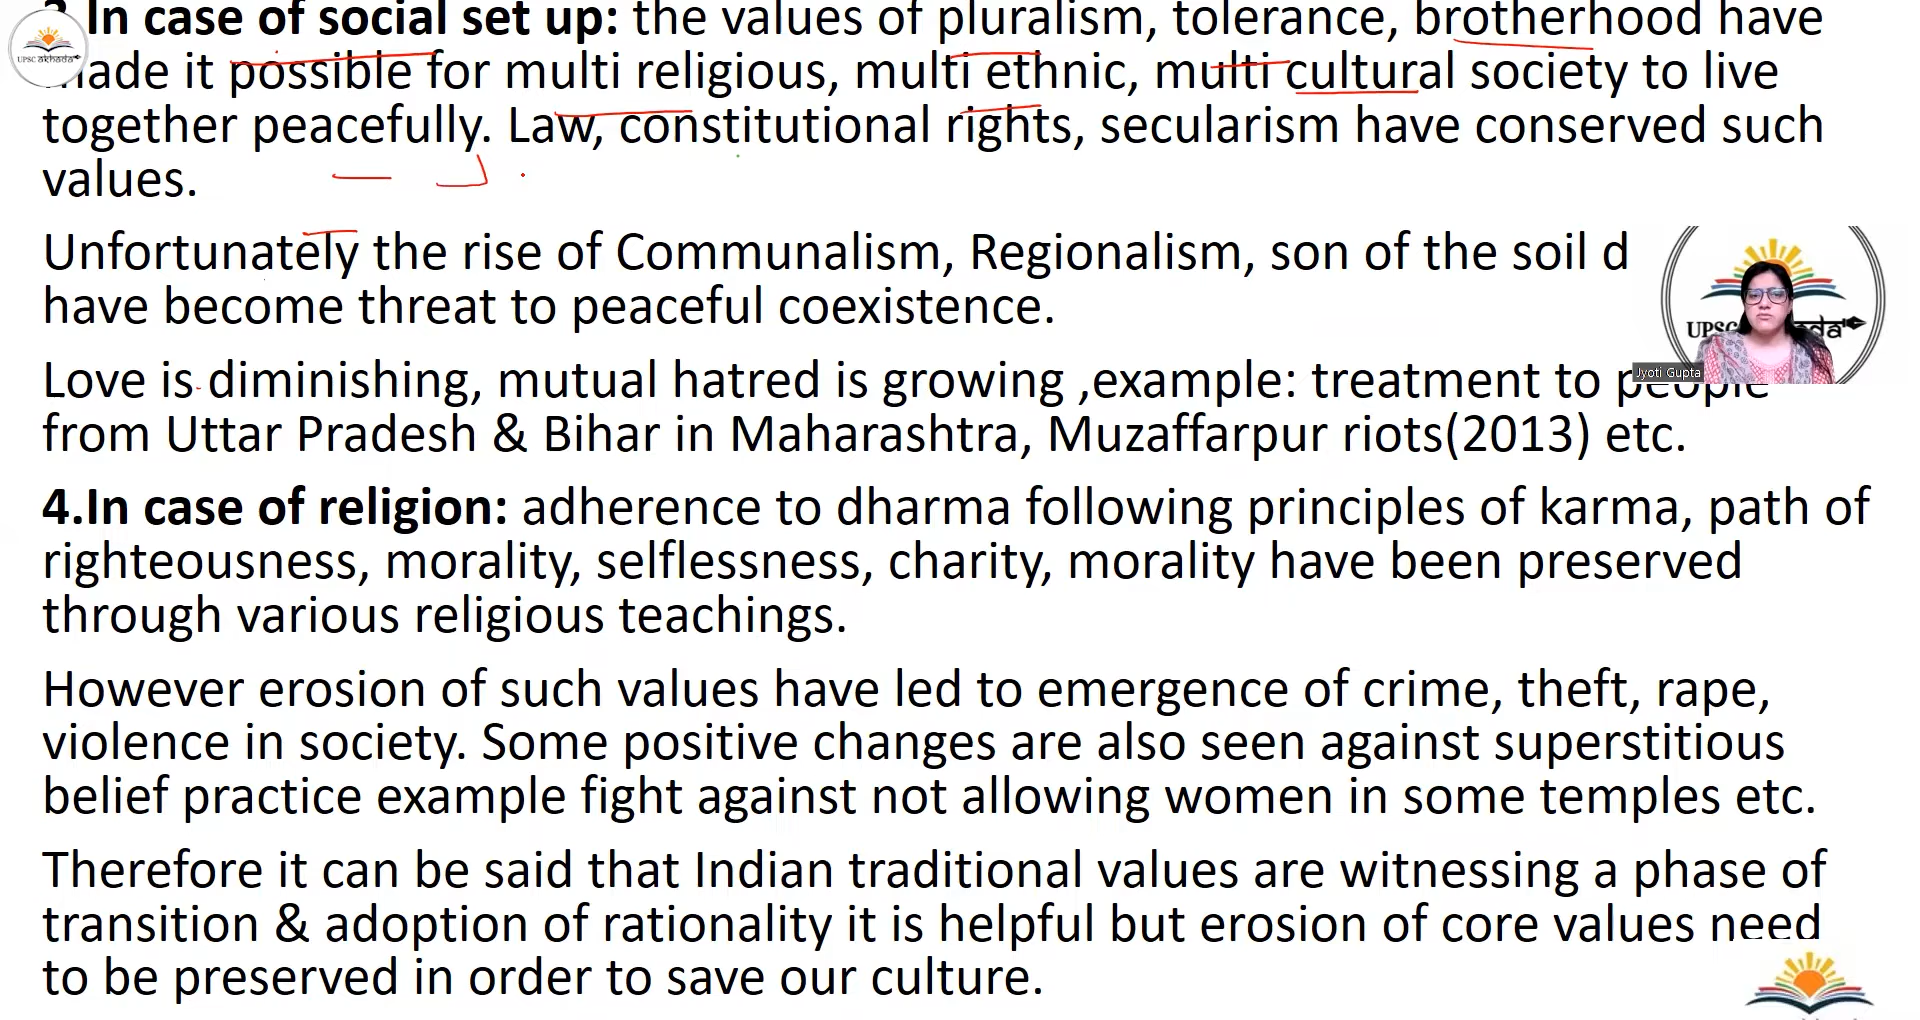 In case of social set up: the values of pluralism, tolerance, brotherhood have
UPSC akhada
made it possible for multi religious, multi ethnic, multi cultural society to live
together peacefully. Law, constitutional rights, secularism have conserved such
values.
Unfortunately the rise of Communalism, Regionalism, son of the soil d
have become threat to peaceful coexistence.
UPSC
Jyoti Gupta
Love is diminishing, mutual hatred is growing ,example: treatment to people
from Uttar Pradesh & Bihar in Maharashtra, Muzaffarpur riots(2013) etc.
4.In case of religion: adherence to dharma following principles of karma, path of
righteousness, morality, selflessness, charity, morality have been preserved
through various religious teachings.
However erosion of such values have led to emergence of crime, theft, rape,
violence in society. Some positive changes are also seen against superstitious
belief practice example fight against not allowing women in some temples etc.
Therefore it can be said that Indian traditional values are witnessing a phase of
transition & adoption of rationality it is helpful but erosion of core values need
to be preserved in order to save our culture.